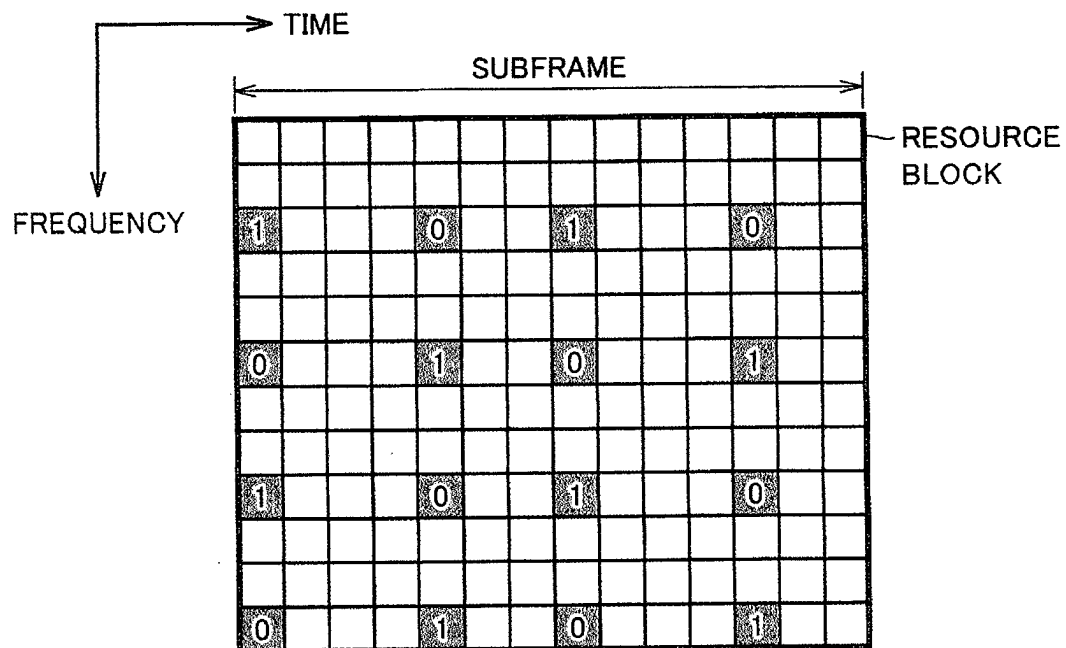 TIME
SUBFRAME
RESOURCE
BLOCK
FREQUENCY
1 0 1 0
0 1 0 1
1 0 1 0
0 1 0 1